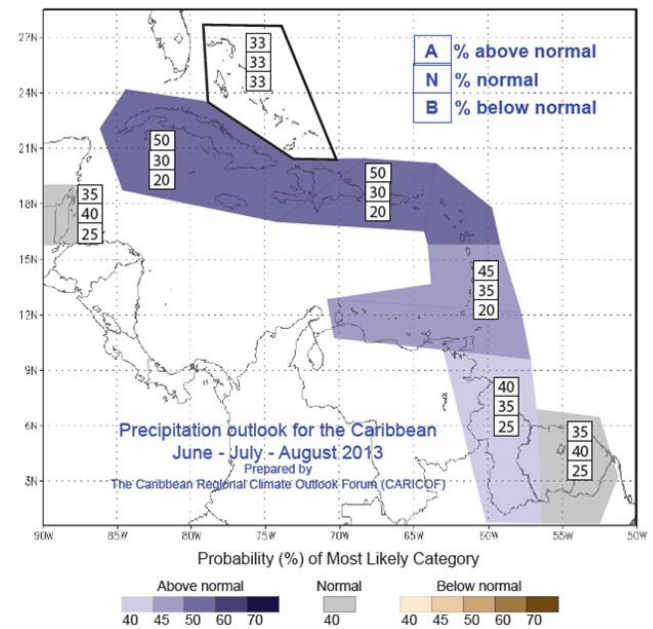 27N
24N
21N
18N
15N
12N
9N
6N
3N
33
33
33
A % above normal
N % normal
B % below normal
50
30
20
50
30
20
35
40
25
45
35
20
40
35
25
35
40
25
Precipitation outlook for the Caribbean
June - July - August 2013
Prepared by
The Caribbean Regional Climate Outlook Forum (CARICOF)
90W 85W 80W 75W 70W 65W 60W 55W 50W
Probability (%) of Most Likely Category
Above normal Normal Below normal
40 45 50 60 70 40 40 45 50 60 70